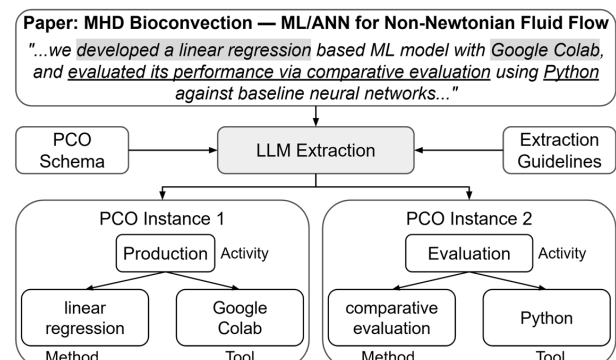 Paper: MHD Bioconvection — ML/ANN for Non-Newtonian Fluid Flow
"...we developed a linear regression based ML model with Google Colab,
and evaluated its performance via comparative evaluation using Python
against baseline neural networks..."
PCO
Schema
LLM Extraction
Extraction
Guidelines
PCO Instance 1
Production
Activity
linear
regression
Method
Google
Colab
Tool
PCO Instance 2
Evaluation
Activity
comparative
evaluation
Method
Python
Tool